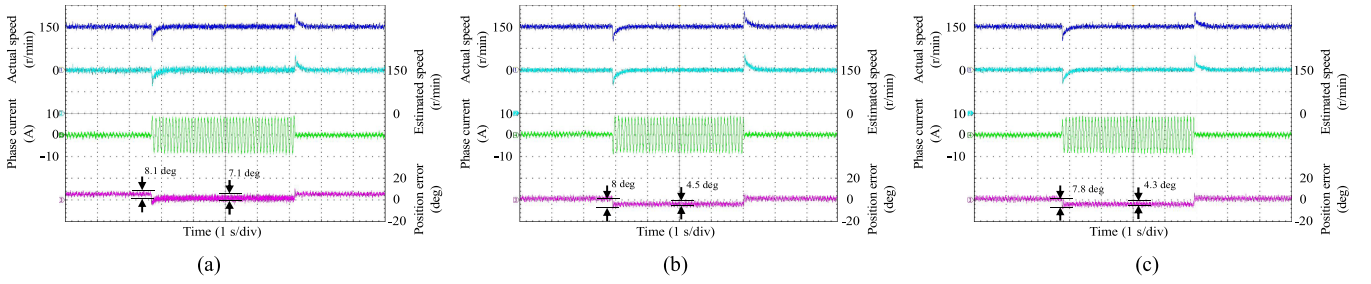 Actual speed
(r/min)
150
0
Phase current
(A)
10
0
−10
150
0
Estimated speed
(r/min)
20
0
-20
Position error
(deg)
8.1 deg
7.1 deg
Time (1 s/div)
(a)
Actual speed
(r/min)
150
0
Phase current
(A)
10
0
−10
150
0
Estimated speed
(r/min)
20
0
-20
Position error
(deg)
8 deg
4.5 deg
Time (1 s/div)
(b)
Actual speed
(r/min)
150
0
Phase current
(A)
10
0
−10
150
0
Estimated speed
(r/min)
20
0
-20
Position error
(deg)
7.8 deg
4.3 deg
Time (1 s/div)
(c)